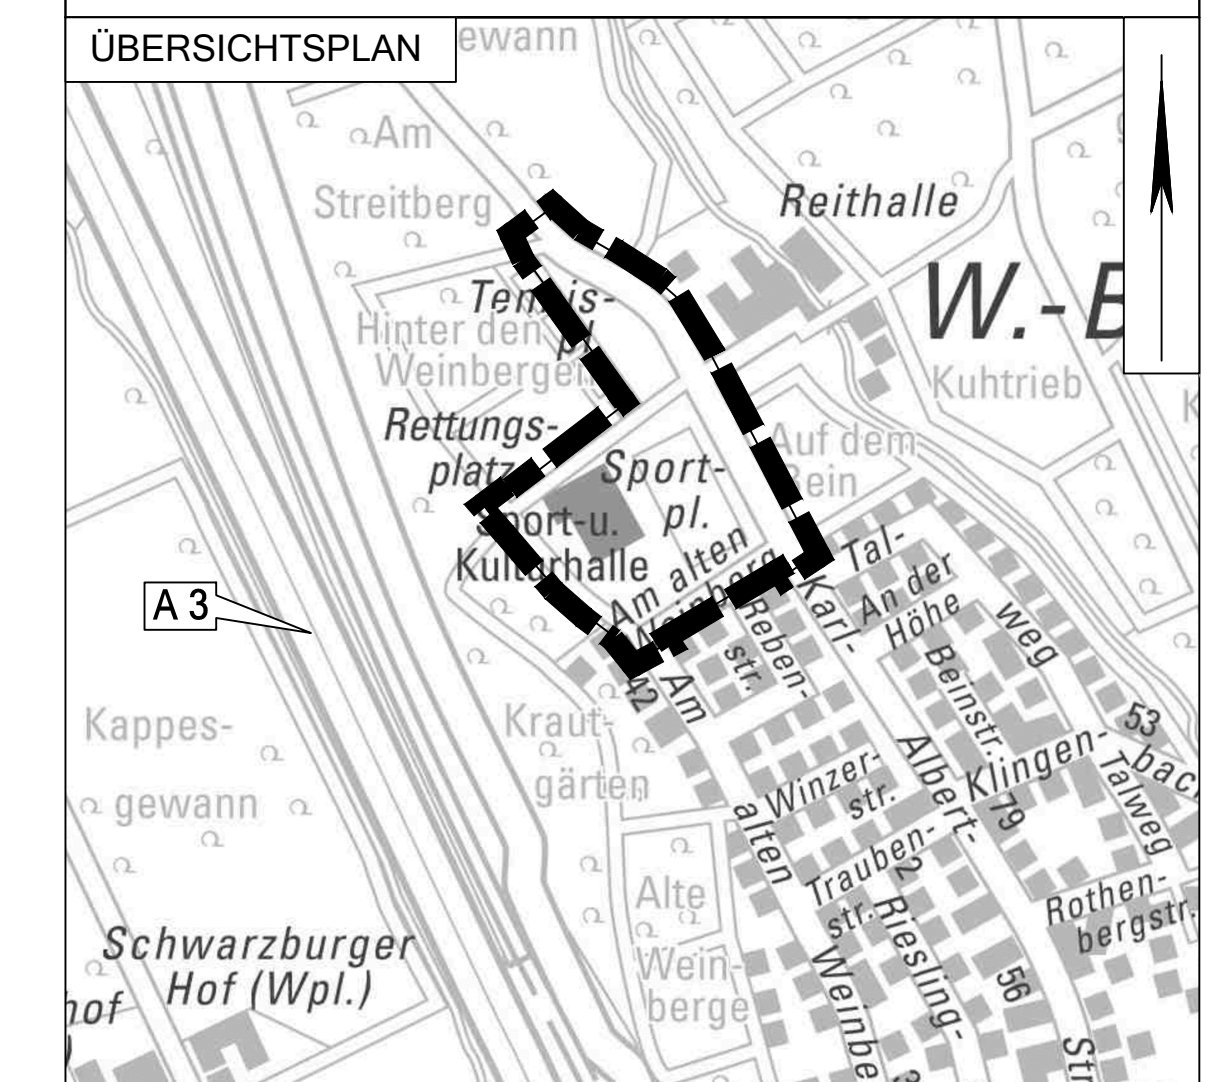 ÜBERSICHTSPLAN
ewann
Am
Streitberg
Reithalle
W.-B
Tennis-
pl.
Hinter den
Weinbergen
Kuhtrieb
K
Rettungs-
platz
Sport-
pl.
Auf dem
Bein
Sport-u.
Kulturhalle
Am alten
Weinberg
Tal-
weg
An der
Höhe
Karl-
Albert-
Str
Reben-
str.
A 3
42
Am
alten
Weinbe
Beinstr.
53
Klingen-
bac
Talweg
79
Kappes-
gewann
Kraut-
gärten
Winzer-
str.
Trauben-
str.
2
Riesling-
Rothen-
bergstr.
56
Alte
Wein-
berge
Schwarzburger
Hof (Wpl.)
hof
3